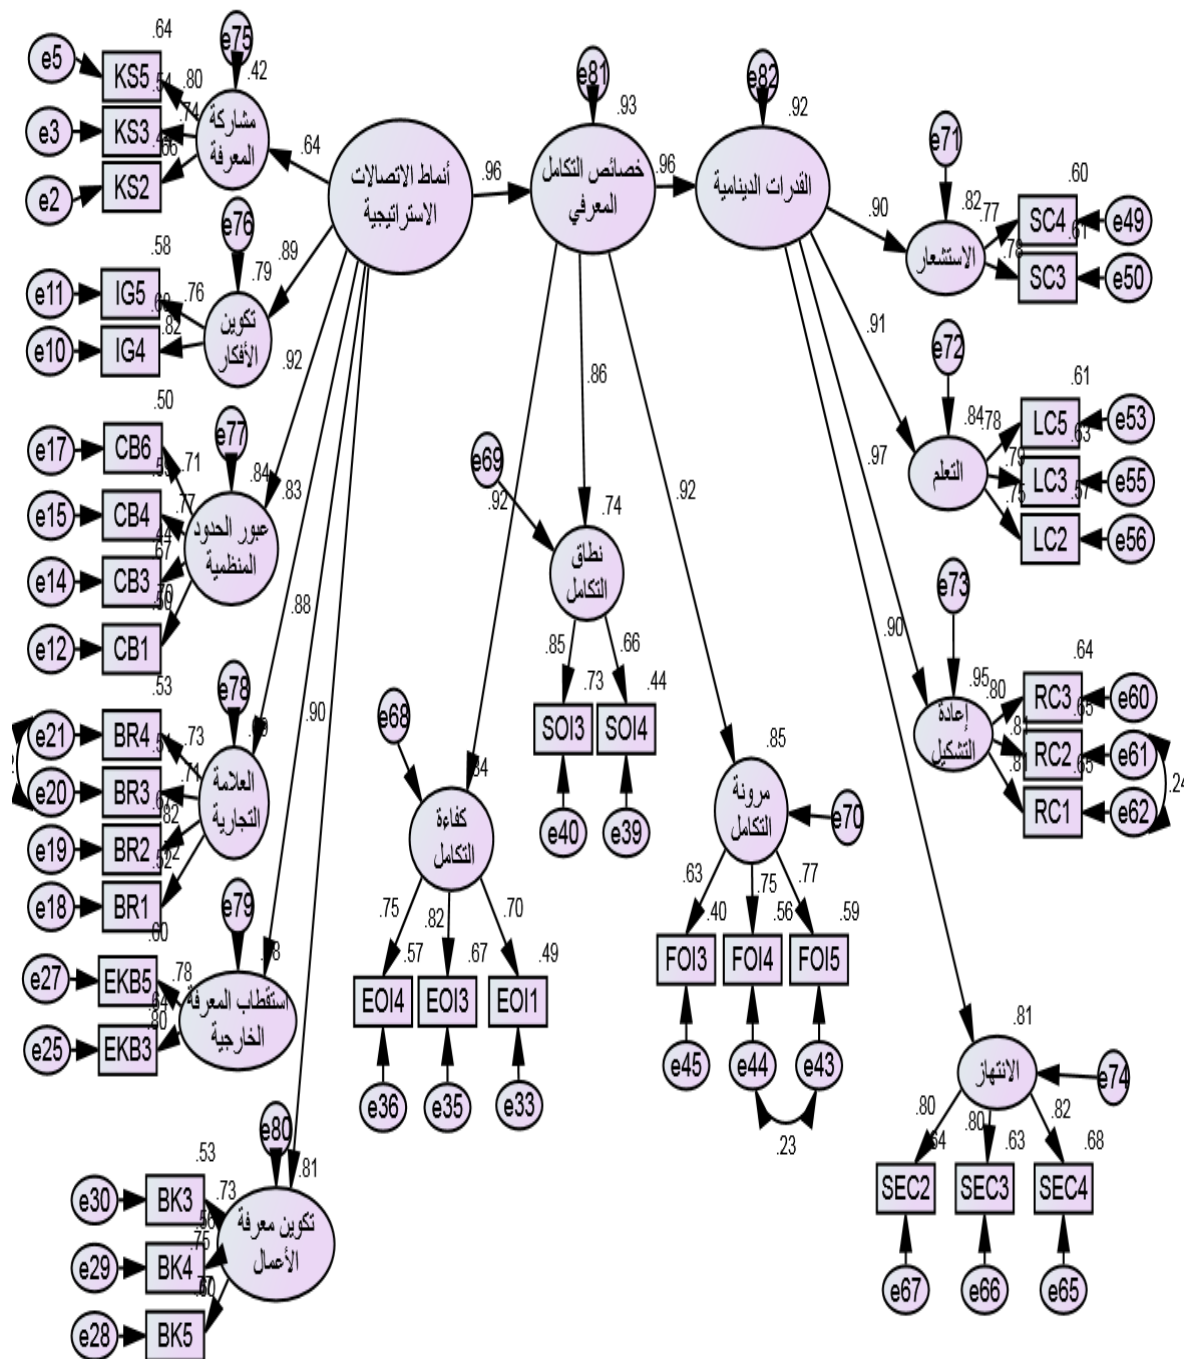 .64
e75
e5
KS5
.80
.42
e3
KS3
.74
مشاركة
المعرفة
e2
KS2
.64
e76
.89
.58
.79
e11
IG5
.76
تكوين
الأفكار
e10
IG4
.82
.92
.50
e77
e17
CB6
.71
.84
.83
e15
CB4
.77
عبور الحدود
المنظمية
e14
CB3
.67
e12
CB1
.88
.53
e78
e21
BR4
.73
.90
e20
BR3
.71
العلامة
التجارية
e19
BR2
.82
e18
BR1
.52
.60
e79
e27
EKB5
.78
استقطاب المعرفة
الخارجية
.64
e25
EKB3
.80
e80
.53
.81
e30
BK3
.73
تكوين معرفة
الأعمال
e29
BK4
.75
e28
BK5
أنماط الاتصالات
الاستراتيجية
.96
e81
.93
خصائص التكامل
المعرفي
.96
e82
.92
القدرات الدينامية
.86
.92
.92
e69
.74
نطاق
التكامل
.85
.66
.73
.44
SOI3
SOI4
e40
e39
e68
كفاءة
التكامل
.75
.82
.70
.57
.67
.49
EOI4
EOI3
EOI1
e36
e35
e33
.85
مرونة
التكامل
e70
.63
.75
.77
.40
.56
.59
FOI3
FOI4
FOI5
e45
e44
e43
.23
.90
e71
.60
.82
.77
SC4
e49
الاستشعار
.78
SC3
e50
.91
e72
.61
.84
.78
LC5
e53
التعلم
.79
LC3
e55
.75
LC2
e56
.97
e73
.64
.95
.80
RC3
e60
إعادة
التشكيل
.81
RC2
.65
e61
.81
RC1
e62
.24
.90
.81
الانتهاز
e74
.80
.80
.82
.64
.63
.68
SEC2
SEC3
SEC4
e67
e66
e65